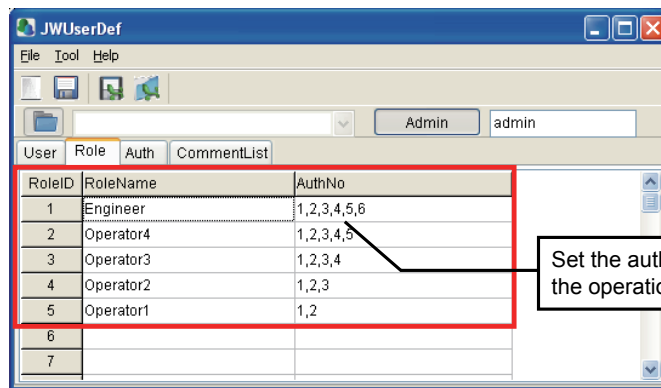 JWUserDef
File Tool Help
Admin admin
User Role Auth CommentList
RoleID RoleName AuthNo
1 Engineer 1,2,3,4,5,6
2 Operator4 1,2,3,4,5
3 Operator3 1,2,3,4
4 Operator2 1,2,3
5 Operator1 1,2
6
7
Set the auth
the operatio